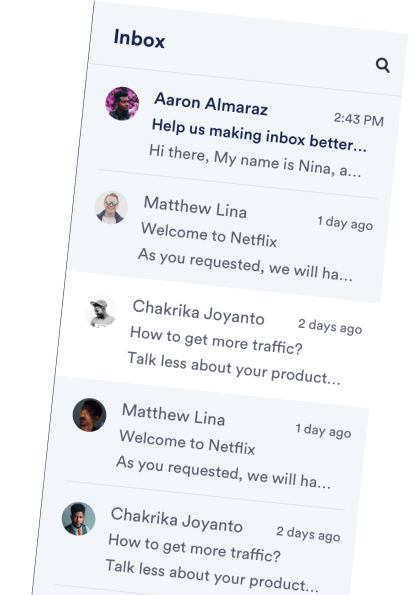 Inbox
Aaron Almaraz
2:43 PM
Help us making inbox better...
Hi there, My name is Nina, a...
Matthew Lina
1 day ago
Welcome to Netflix
As you requested, we will ha...
Chakrika Joyanto
2 days ago
How to get more traffic?
Talk less about your product...
Matthew Lina
1 day ago
Welcome to Netflix
As you requested, we will ha...
Chakrika Joyanto
2 days ago
How to get more traffic?
Talk less about your product...